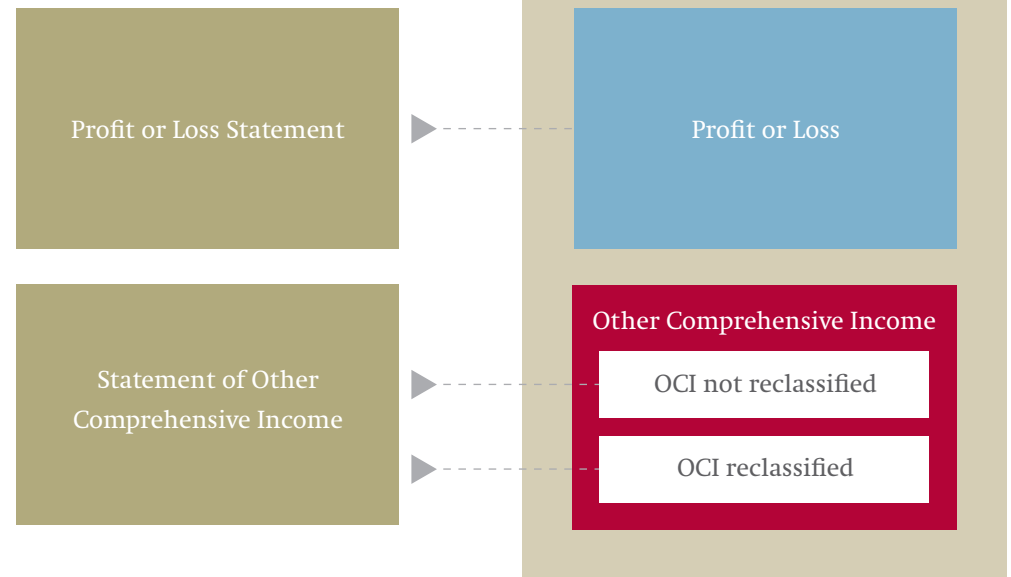 Profit or Loss Statement
Profit or Loss
Statement of Other
Comprehensive Income
Other Comprehensive Income
OCI not reclassified
OCI reclassified